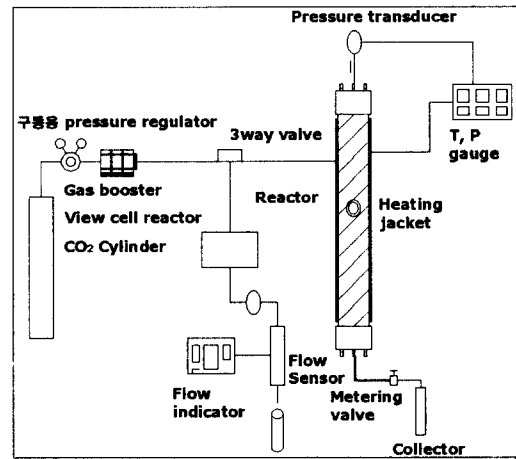 Pressure transducer
구동용 pressure regulator
3way valve
T, P
gauge
Gas booster
View cell reactor
Reactor
Heating
jacket
CO₂ Cylinder
Flow
Sensor
Flow
indicator
Metering
valve
Collector